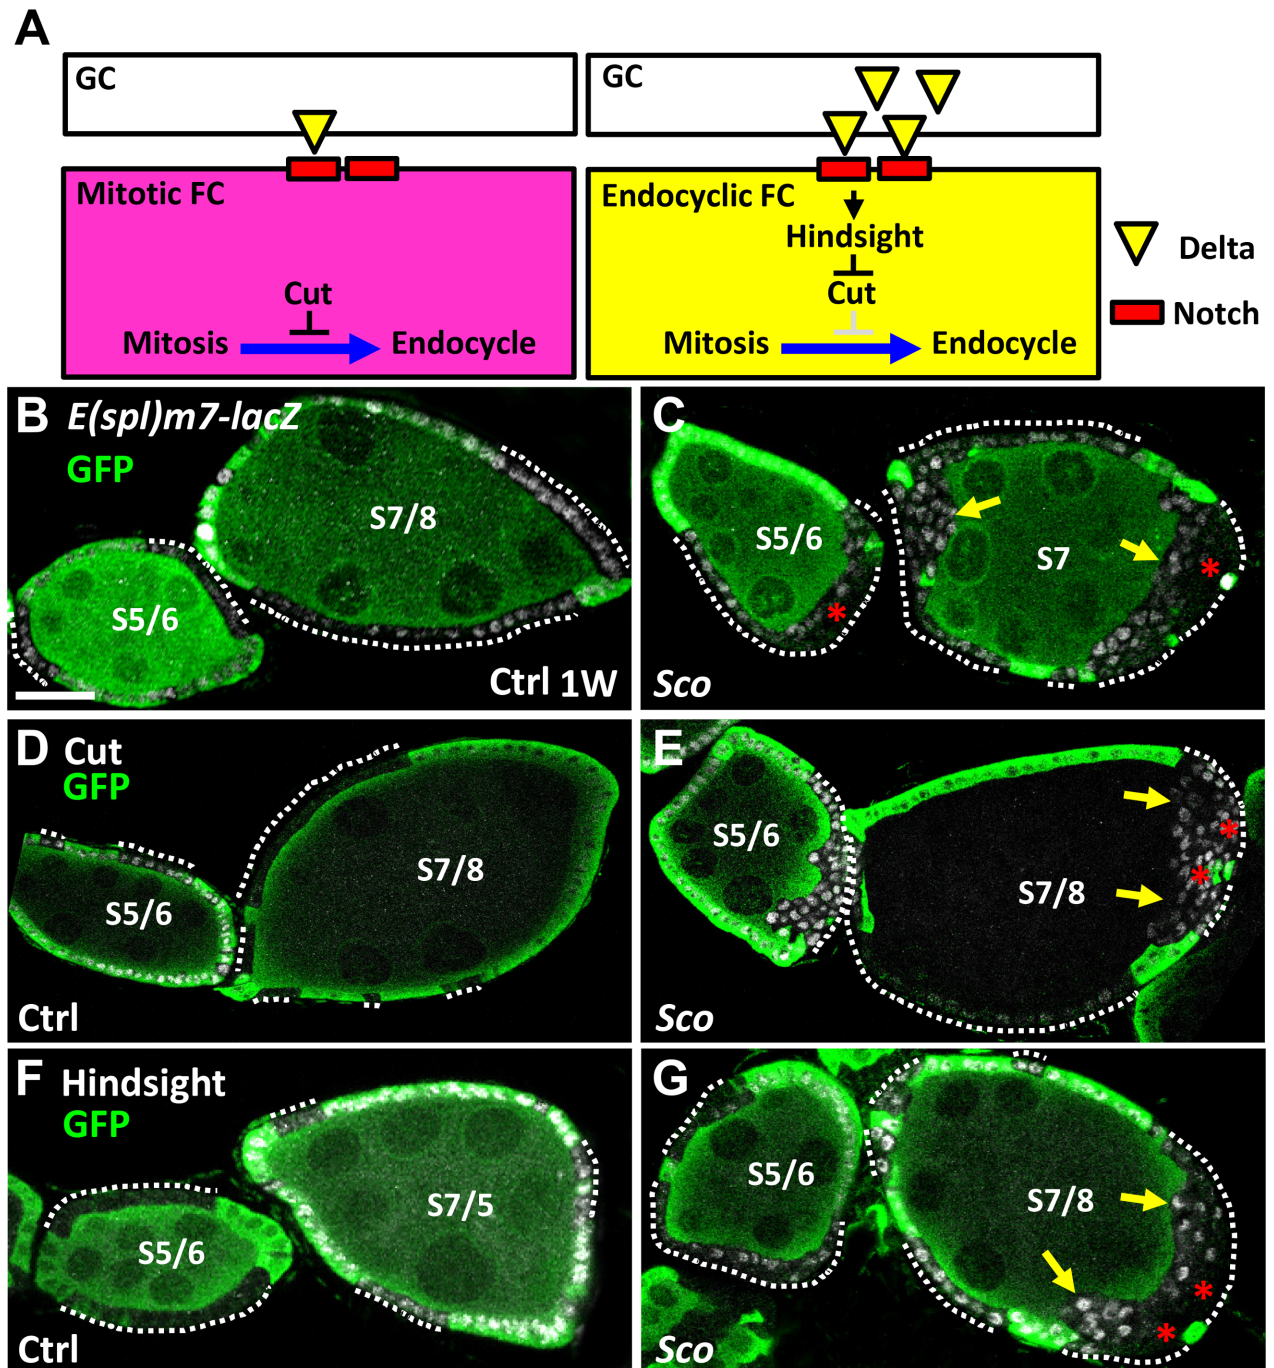 A
GC
GC
Mitotic FC
Endocyclic FC
Hindsight
Cut
Cut
Mitosis
Endocycle
Mitosis
Endocycle
Delta
Notch
B E(spl)m7-lacZ
GFP
S7/8
S5/6
Ctrl 1W
C
S5/6
S7
*
*
Sco
D Cut
GFP
S7/8
S5/6
Ctrl
E
S5/6
S7/8
*
*
Sco
F Hindsight
GFP
S7/5
S5/6
Ctrl
G
S5/6
S7/8
*
*
Sco